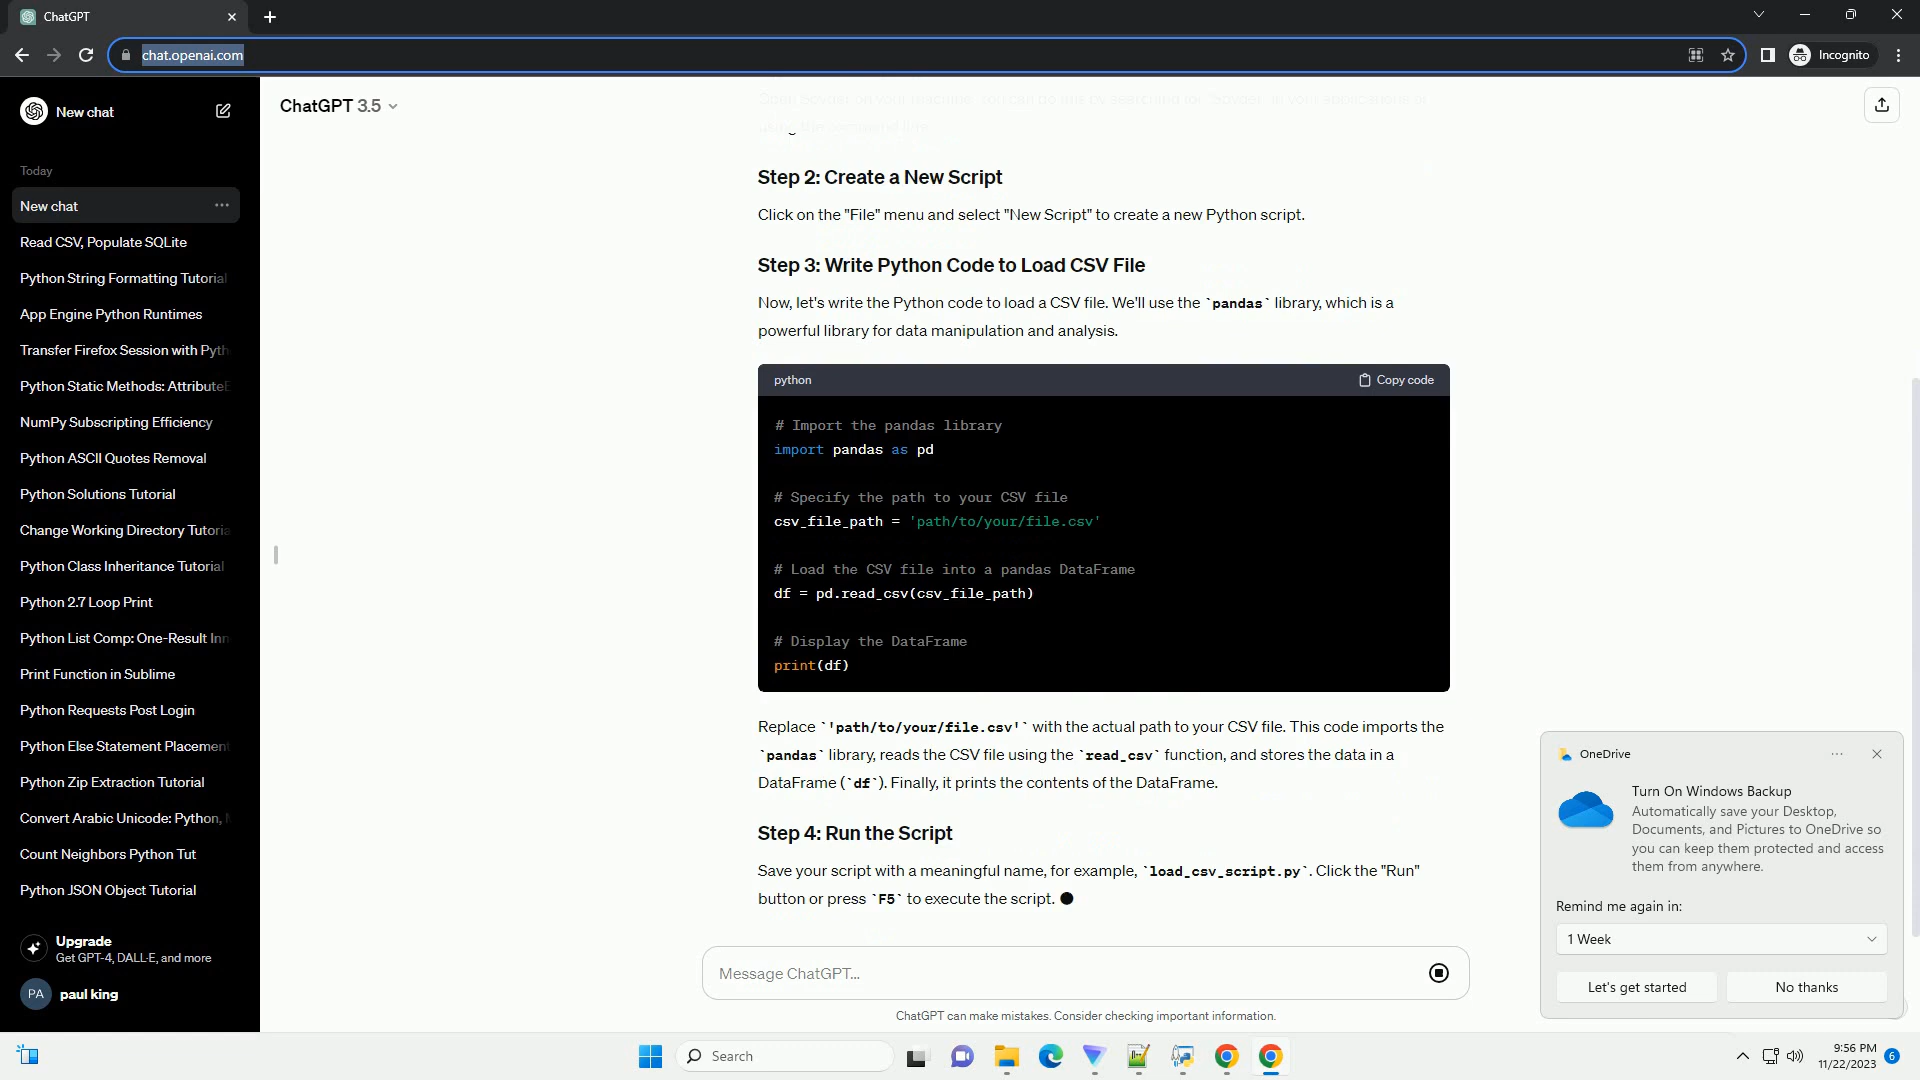 ChatGPT
chat.openai.com
Incognito
New chat
Today
New chat
Read CSV, Populate SQLite
Python String Formatting Tutorial
App Engine Python Runtimes
Transfer Firefox Session with Pyth
Python Static Methods: AttributeE
NumPy Subscripting Efficiency
Python ASCII Quotes Removal
Python Solutions Tutorial
Change Working Directory Tutoria
Python Class Inheritance Tutorial
Python 2.7 Loop Print
Python List Comp: One-Result Inn
Print Function in Sublime
Python Requests Post Login
Python Else Statement Placement
Python Zip Extraction Tutorial
Convert Arabic Unicode: Python, M
Count Neighbors Python Tut
Python JSON Object Tutorial
Upgrade
Get GPT-4, DALL·E, and more
PA paul king
ChatGPT 3.5
Step 2: Create a New Script
Click on the "File" menu and select "New Script" to create a new Python script.
Step 3: Write Python Code to Load CSV File
Now, let's write the Python code to load a CSV file. We'll use the `pandas` library, which is a
powerful library for data manipulation and analysis.
python Copy code
# Import the pandas library
import pandas as pd
# Specify the path to your CSV file
csv_file_path = 'path/to/your/file.csv'
# Load the CSV file into a pandas DataFrame
df = pd.read_csv(csv_file_path)
# Display the DataFrame
print(df)
Replace `'path/to/your/file.csv'` with the actual path to your CSV file. This code imports the
`pandas` library, reads the CSV file using the `read_csv` function, and stores the data in a
DataFrame (`df`). Finally, it prints the contents of the DataFrame.
Step 4: Run the Script
Save your script with a meaningful name, for example, `load_csv_script.py`. Click the "Run"
button or press `F5` to execute the script.
Message ChatGPT...
ChatGPT can make mistakes. Consider checking important information.
OneDrive
Turn On Windows Backup
Automatically save your Desktop,
Documents, and Pictures to OneDrive so
you can keep them protected and access
them from anywhere.
Remind me again in:
1 Week
Let's get started
No thanks
Search
9:56 PM
11/22/2023
6